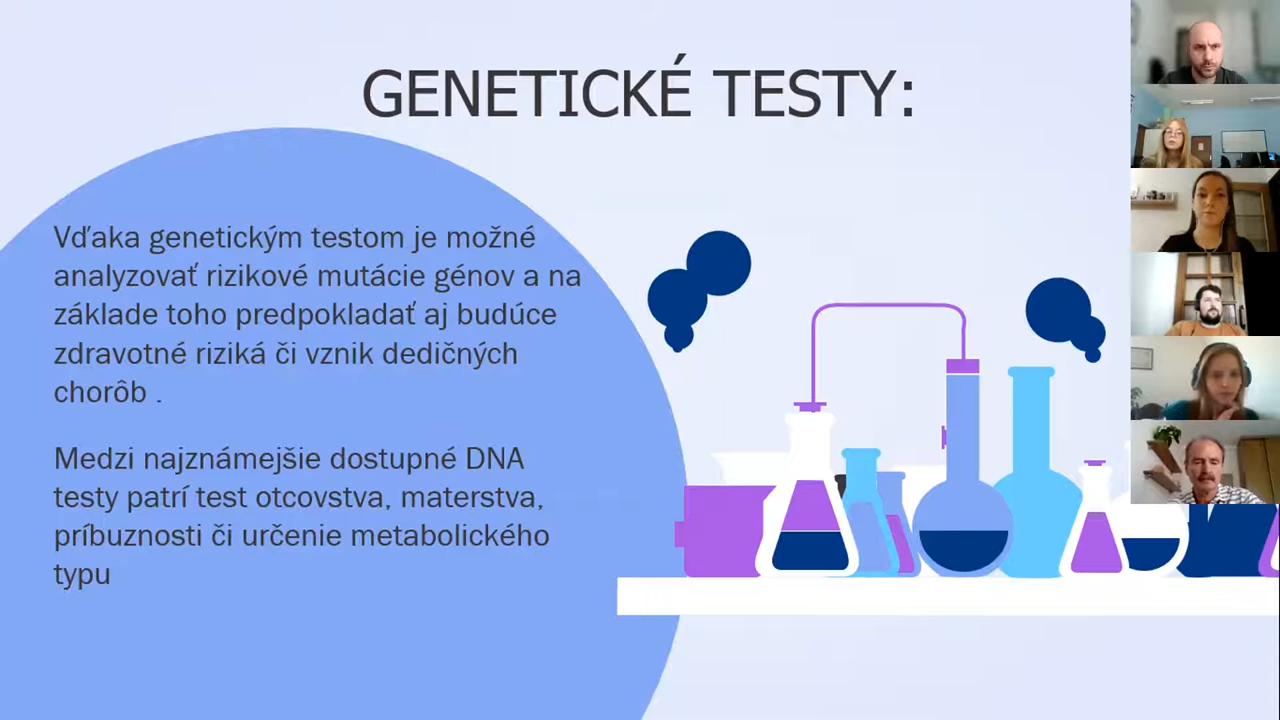 GENETICKÉ TESTY:
Vďaka genetickým testom je možné
analyzovať rizikové mutácie génov a na
základe toho predpokladať aj budúce
zdravotné riziká či vznik dedičných
chorôb .
Medzi najznámejšie dostupné DNA
testy patrí test otcovstva, materstva,
príbuznosti či určenie metabolického
typu